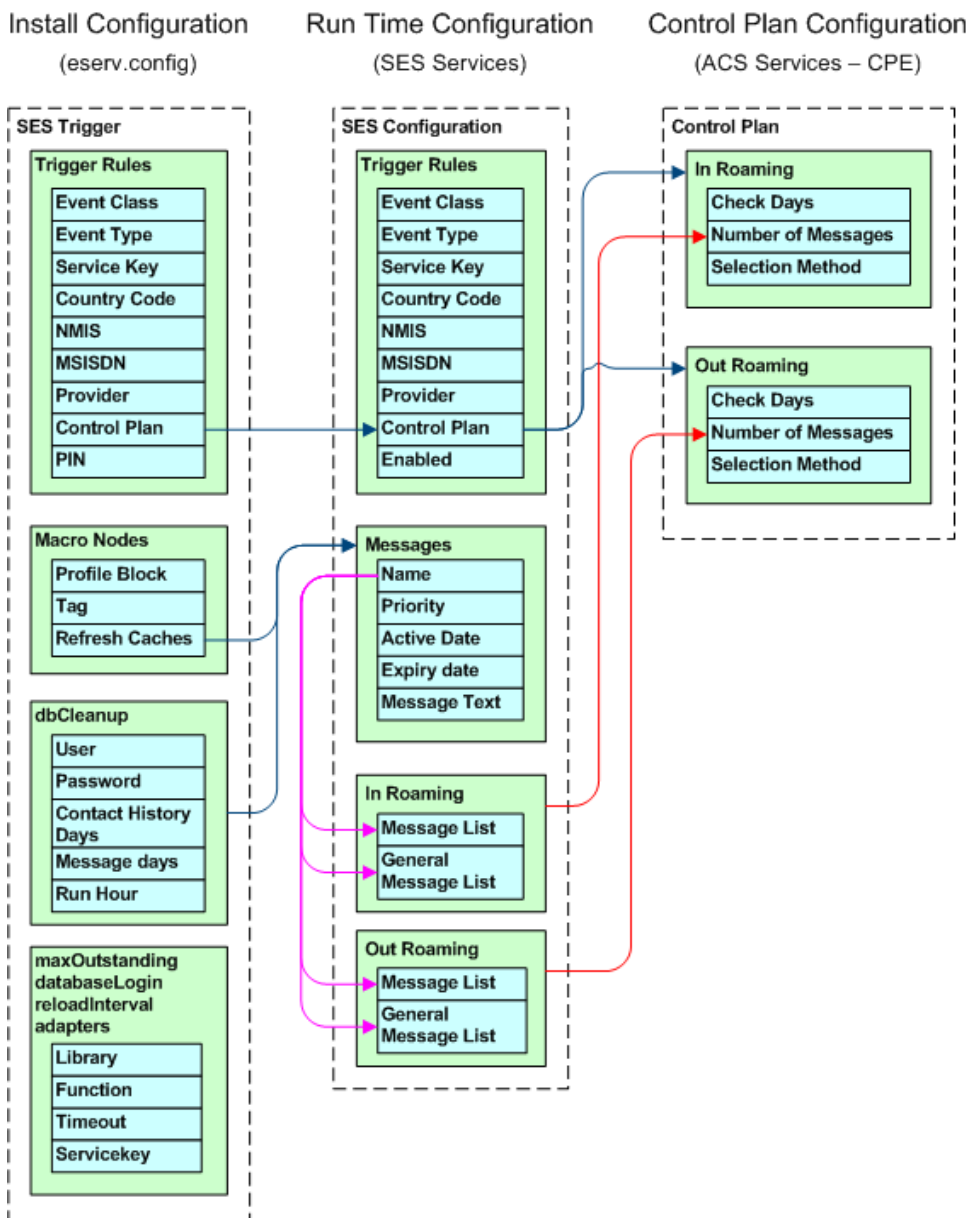 Install Configuration
(eserv.config)
Run Time Configuration
(SES Services)
Control Plan Configuration
(ACS Services – CPE)
SES Trigger
Trigger Rules
Event Class
Event Type
Service Key
Country Code
NMIS
MSISDN
Provider
Control Plan
PIN
Macro Nodes
Profile Block
Tag
Refresh Caches
dbCleanup
User
Password
Contact History
Days
Message days
Run Hour
maxOutstanding
databaseLogin
reloadInterval
adapters
Library
Function
Timeout
Servicekey
SES Configuration
Trigger Rules
Event Class
Event Type
Service Key
Country Code
NMIS
MSISDN
Provider
Control Plan
Enabled
Messages
Name
Priority
Active Date
Expiry date
Message Text
In Roaming
Message List
General
Message List
Out Roaming
Message List
General
Message List
Control Plan
In Roaming
Check Days
Number of Messages
Selection Method
Out Roaming
Check Days
Number of Messages
Selection Method